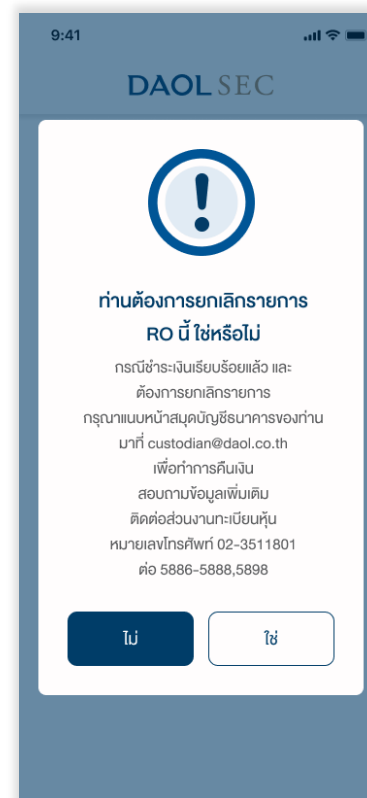 9:41
DAOL SEC
ท่านต้องการยกเลิกรายการ
RO นี้ ใช่หรือไม่
กรณีชำระเงินเรียบร้อยแล้ว และ
ต้องการยกเลิกรายการ
กรุณาแนบหน้าสมุดบัญชีธนาคารของท่าน
มาที่ custodian@daol.co.th
เพื่อทำการคืนเงิน
สอบถามข้อมูลเพิ่มเติม
ติดต่อส่วนงานทะเบียนหุ้น
หมายเลขโทรศัพท์ 02-3511801
ต่อ 5886-5888,5898
ไม่ ใช่